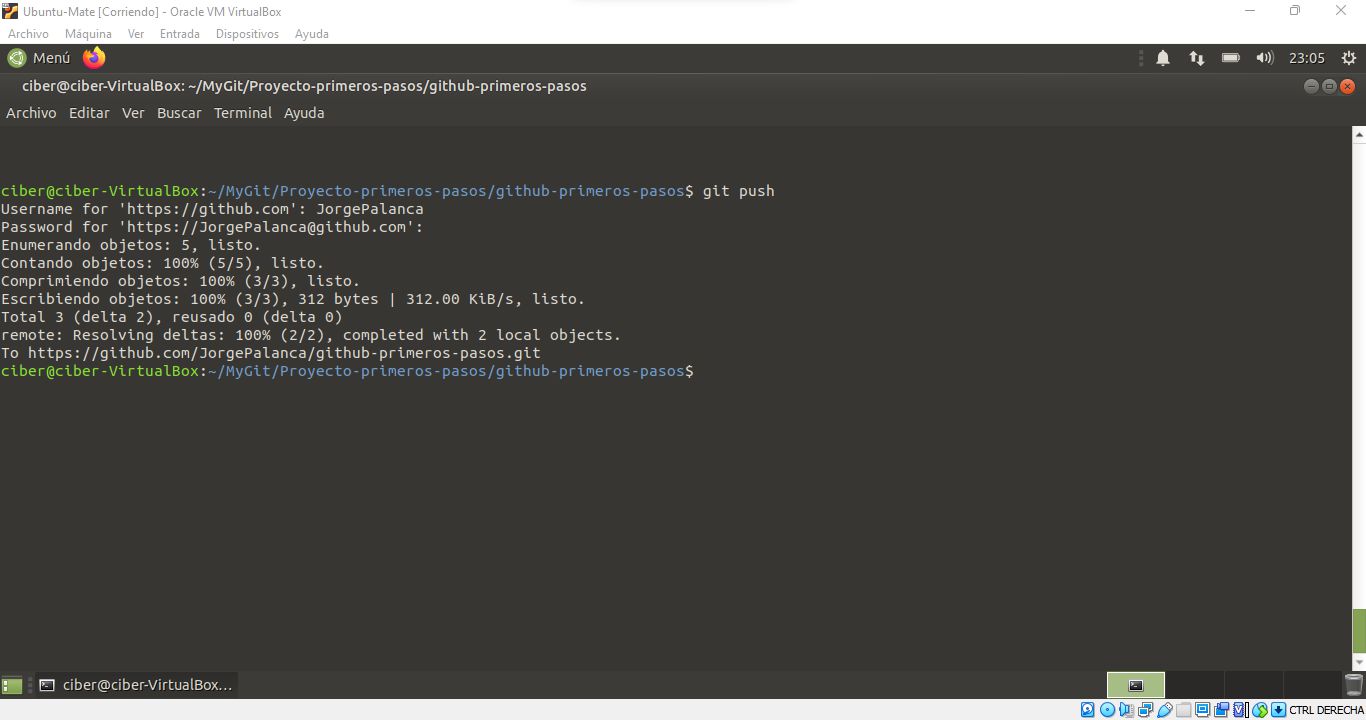 Ubuntu-Mate [Corriendo] - Oracle VM VirtualBox
Archivo Máquina Ver Entrada Dispositivos Ayuda
Menú 23:05
ciber@ciber-VirtualBox: ~/MyGit/Proyecto-primeros-pasos/github-primeros-pasos
Archivo Editar Ver Buscar Terminal Ayuda
ciber@ciber-VirtualBox:~/MyGit/Proyecto-primeros-pasos/github-primeros-pasos$ git push
Username for 'https://github.com': JorgePalanca
Password for 'https://JorgePalanca@github.com':
Enumerando objetos: 5, listo.
Contando objetos: 100% (5/5), listo.
Comprimiendo objetos: 100% (3/3), listo.
Escribiendo objetos: 100% (3/3), 312 bytes | 312.00 KiB/s, listo.
Total 3 (delta 2), reusado 0 (delta 0)
remote: Resolving deltas: 100% (2/2), completed with 2 local objects.
To https://github.com/JorgePalanca/github-primeros-pasos.git
ciber@ciber-VirtualBox:~/MyGit/Proyecto-primeros-pasos/github-primeros-pasos$
ciber@ciber-VirtualBox...
CTRL DERECHA